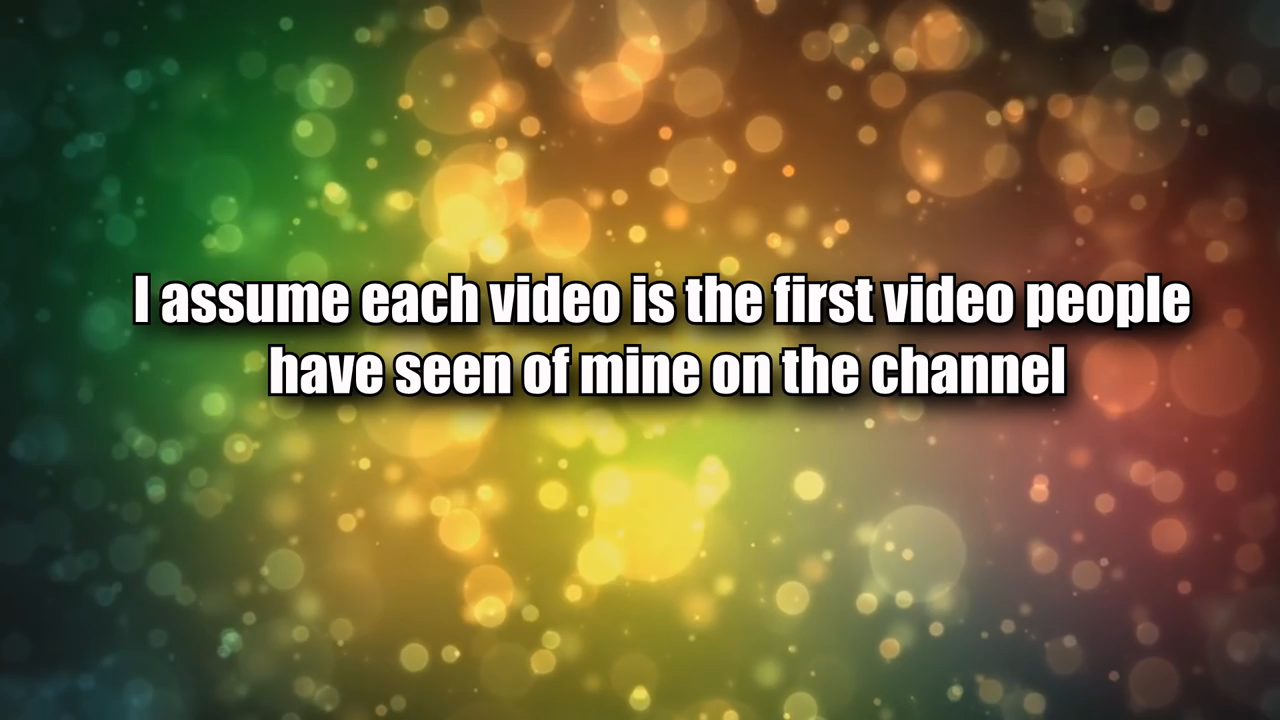 I assume each video is the first video people
have seen of mine on the channel